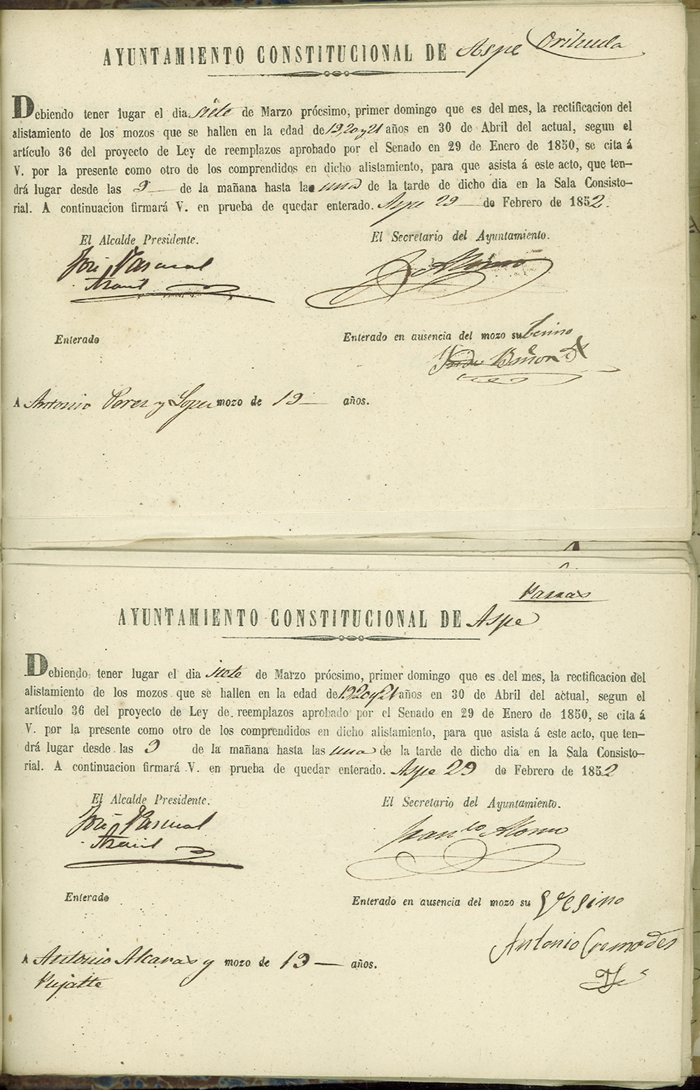 Orihuela
AYUNTAMIENTO CONSTITUCIONAL DE Aspe
Debiendo tener lugar el dia siete de Marzo prócsimo, primer domingo que es del mes, la rectificacion del
alistamiento de los mozos que se hallen en la edad de 19 20 y 21 años en 30 de Abril del actual, segun el
artículo 36 del proyecto de Ley de reemplazos aprobado por el Senado en 29 de Enero de 1850, se cita á
V. por la presente como otro de los comprendidos en dicho alistamiento, para que asista á este acto, que ten-
drá lugar desde las 9 de la mañana hasta la una de la tarde de dicho dia en la Sala Consisto-
rial. A continuacion firmará V. en prueba de quedar enterado. Aspe 29 de Febrero de 1852.
El Alcalde Presidente. El Secretario del Ayuntamiento.
José Pascual Alonso
Enterado Enterado en ausencia del mozo su
A Antonio Perez y Lopez mozo de 19 años.
AYUNTAMIENTO CONSTITUCIONAL DE Aspe
Debiendo tener lugar el dia siete de Marzo prócsimo, primer domingo que es del mes, la rectificacion del
alistamiento de los mozos que se hallen en la edad de 19 20 y 21 años en 30 de Abril del actual, segun el
artículo 36 del proyecto de Ley de reemplazos aprobado por el Senado en 29 de Enero de 1850, se cita á
V. por la presente como otro de los comprendidos en dicho alistamiento, para que asista á este acto, que ten-
drá lugar desde las 9 de la mañana hasta las una de la tarde de dicho dia en la Sala Consisto-
rial. A continuacion firmará V. en prueba de quedar enterado. Aspe 29 de Febrero de 1852
El Alcalde Presidente. El Secretario del Ayuntamiento.
José Pascual Alonso
Enterado Enterado en ausencia del mozo su Vesino
Antonio Cremades
A Antonio Alcaraz y mozo de 19 años.